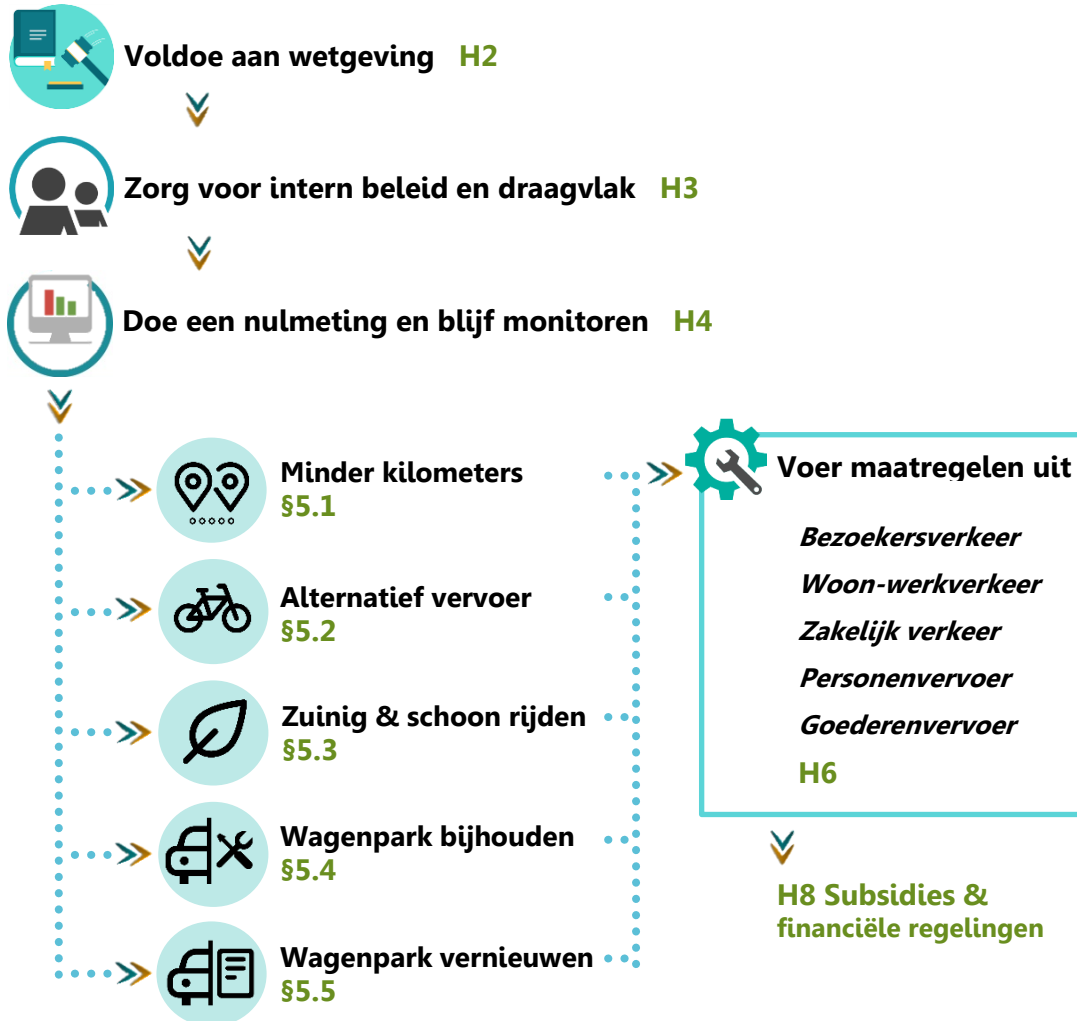 Voldoe aan wetgeving H2
Zorg voor intern beleid en draagvlak H3
Doe een nulmeting en blijf monitoren H4
Minder kilometers
§5.1
Alternatief vervoer
§5.2
Zuinig & schoon rijden
§5.3
Wagenpark bijhouden
§5.4
Wagenpark vernieuwen
§5.5
Voer maatregelen uit
Bezoekersverkeer
Woon-werkverkeer
Zakelijk verkeer
Personenvervoer
Goederenvervoer
H6
H8 Subsidies &
financiële regelingen